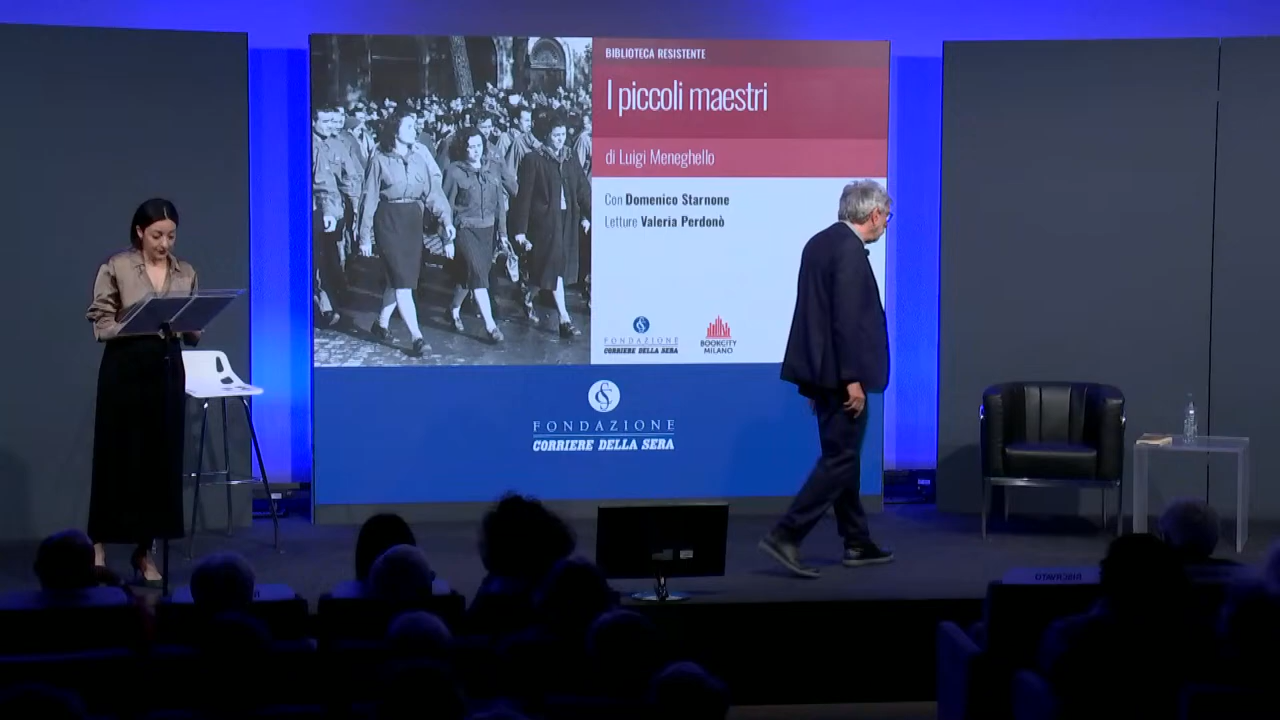 BIBLIOTECA RESISTENTE
I piccoli maestri
di Luigi Meneghello
Con Domenico Starnone
Letture Valeria Perdonò
FONDAZIONE
CORRIERE DELLA SERA
BOOKCITY
MILANO
FONDAZIONE
CORRIERE DELLA SERA